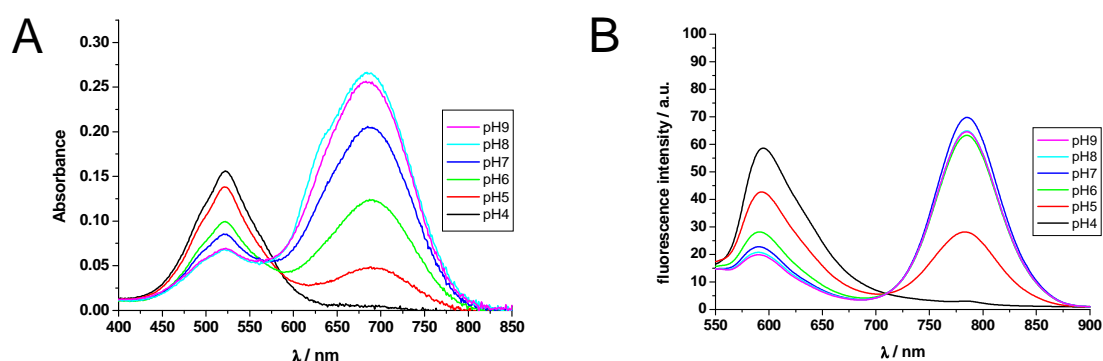 A
Absorbance
0.30
0.25
0.20
0.15
0.10
0.05
0.00
400 450 500 550 600 650 700 750 800 850
λ / nm
pH9
pH8
pH7
pH6
pH5
pH4
B
fluorescence intensity / a.u.
100
90
80
70
60
50
40
30
20
10
0
550 600 650 700 750 800 850 900
λ / nm
pH9
pH8
pH7
pH6
pH5
pH4